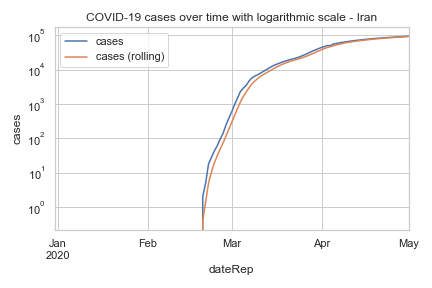 COVID-19 cases over time with logarithmic scale - Iran
cases
cases (rolling)
10⁵
10⁴
10³
10²
10¹
10⁰
cases
Jan
2020
Feb
Mar
Apr
May
dateRep